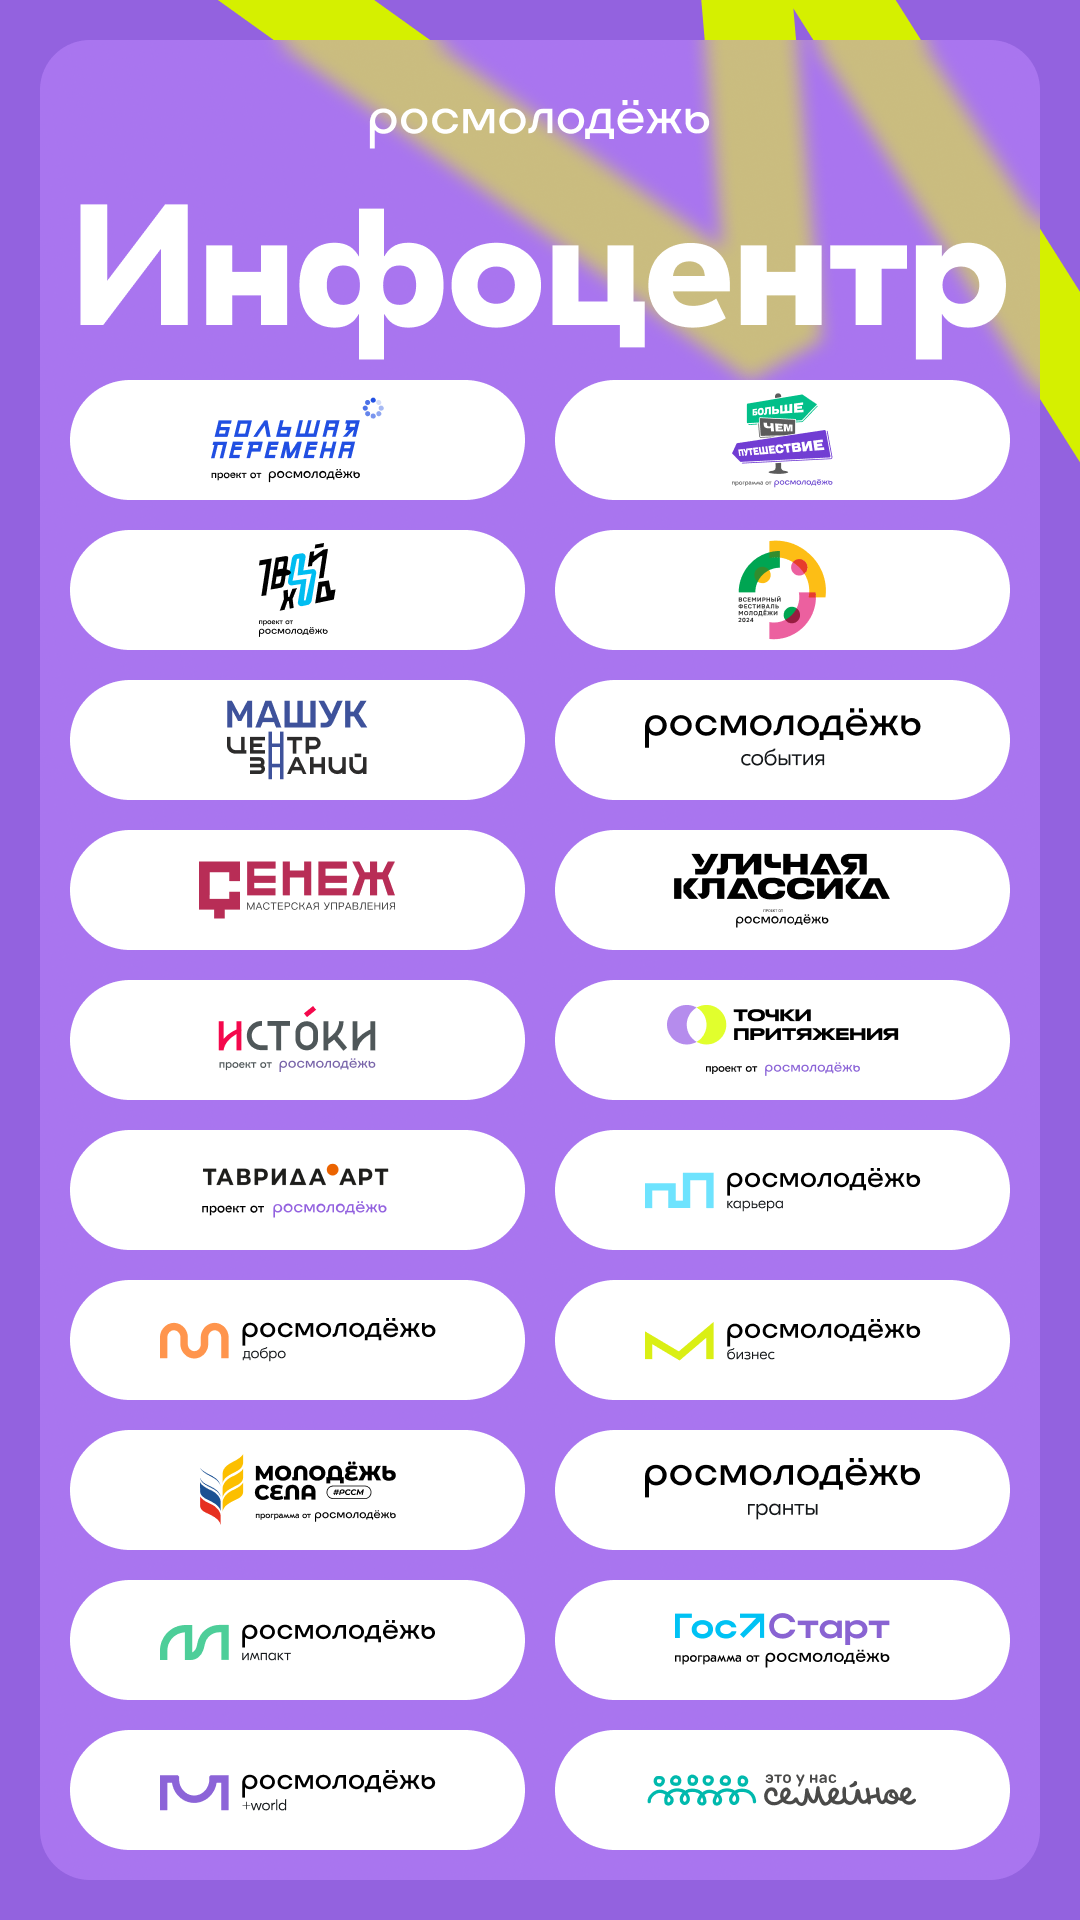 росмолодёжь
Инфоцентр
БОЛЬШАЯ
ПЕРЕМЕНА
проект от росмолодёжь
БОЛЬШЕ
ЧЕМ
ПУТЕШЕСТВИЕ
программа от росмолодёжь
ТВОЙ
ХОД
проект от
росмолодёжь
ВСЕМИРНЫЙ
ФЕСТИВАЛЬ
МОЛОДЁЖИ
2024
МАШУК
ЦЕНТР
ЗНАНИЙ
росмолодёжь
события
СЕНЕЖ
МАСТЕРСКАЯ УПРАВЛЕНИЯ
УЛИЧНАЯ
КЛАССИКА
ПРОЕКТ ОТ
росмолодёжь
ИСТОКИ
проект от росмолодёжь
ТОЧКИ
ПРИТЯЖЕНИЯ
проект от росмолодёжь
ТАВРИДА АРТ
проект от росмолодёжь
росмолодёжь
карьера
росмолодёжь
добро
росмолодёжь
бизнес
МОЛОДЁЖЬ
СЕЛА #РССМ
программа от росмолодёжь
росмолодёжь
гранты
росмолодёжь
импакт
ГосСтарт
программа от росмолодёжь
росмолодёжь
+world
ЭТО У НАС
семейное